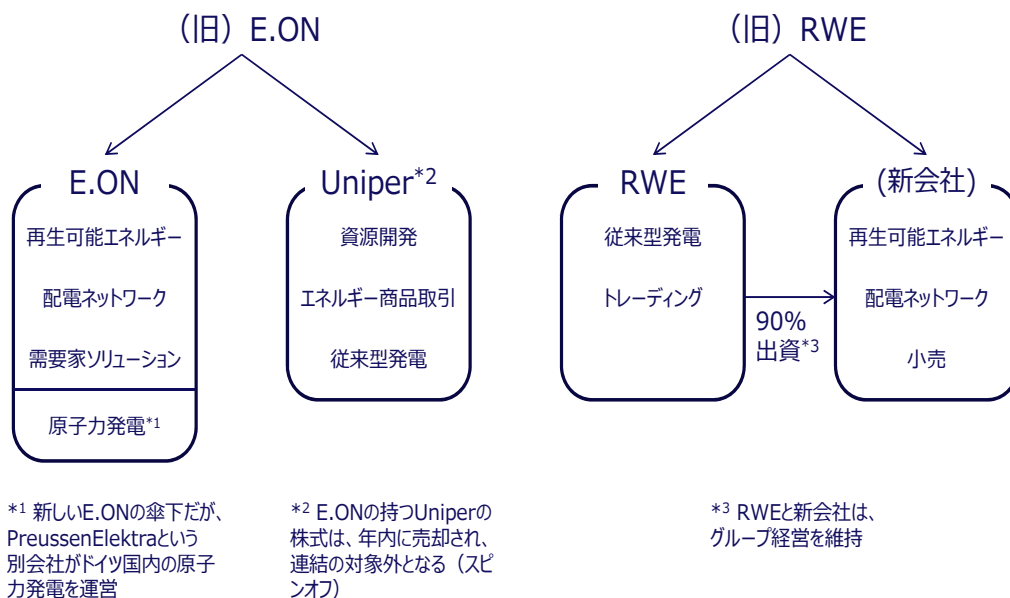 （旧）E.ON
（旧）RWE
E.ON
再生可能エネルギー
配電ネットワーク
需要家ソリューション
原子力発電*1
Uniper*2
資源開発
エネルギー商品取引
従来型発電
RWE
従来型発電
トレーディング
90%
出資*3
(新会社)
再生可能エネルギー
配電ネットワーク
小売
*1 新しいE.ONの傘下だが、
PreussenElektraという
別会社がドイツ国内の原子
力発電を運営
*2 E.ONの持つUniperの
株式は、年内に売却され、
連結の対象外となる（スピ
ンオフ）
*3 RWEと新会社は、
グループ経営を維持